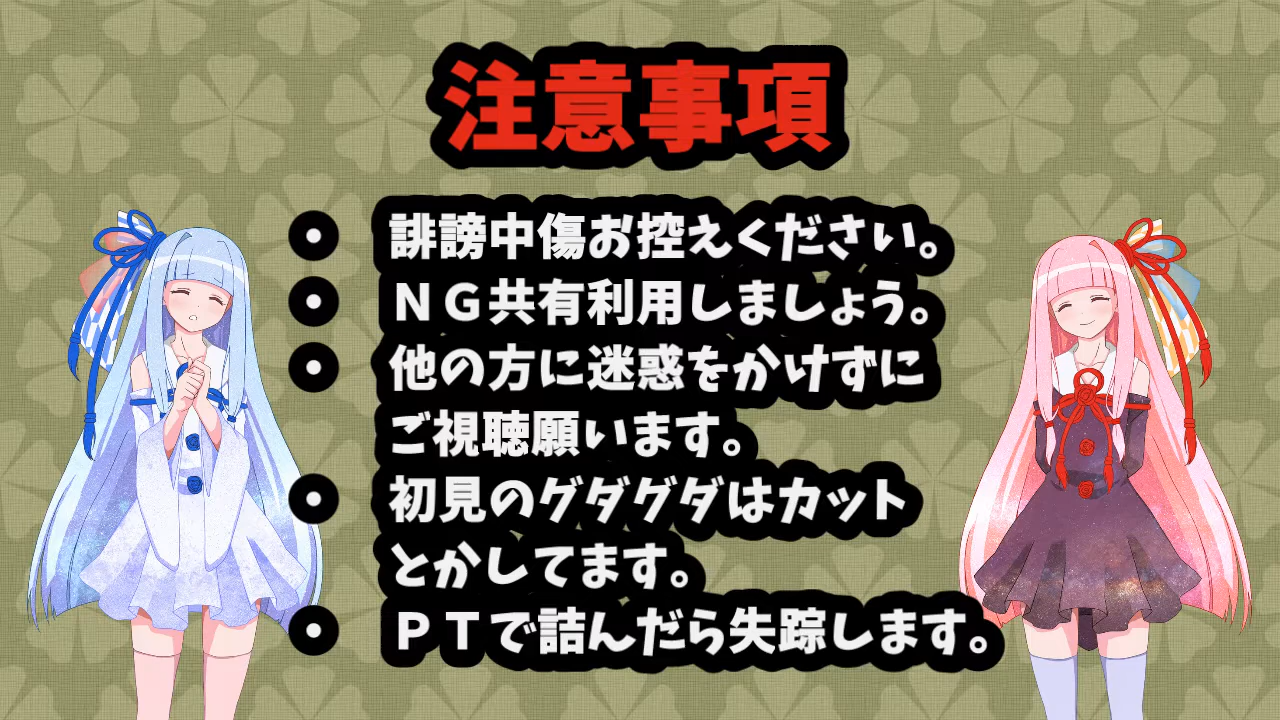 注意事項
• 誹謗中傷お控えください。
• ＮＧ共有利用しましょう。
• 他の方に迷惑をかけずに
ご視聴願います。
• 初見のグダグダはカット
とかしてます。
• ＰＴで詰んだら失踪します。